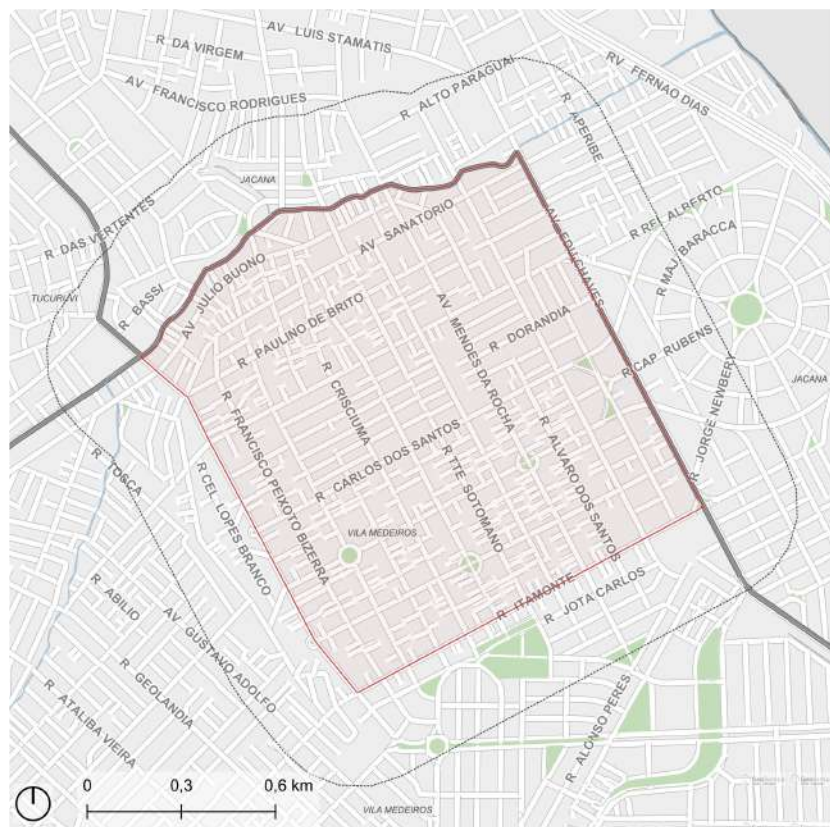 AV LUIS STAMATIS
R DA VIRGEM
RV FERNAO DIAS
AV FRANCISCO RODRIGUES
R ALTO PARAGUAI
R APERIBE
JACANA
R REI ALBERTO
R DAS VERTENTES
AV SANATORIO
AV EDU CHAVES
R MAJ BARACCA
AV JULIO BUONO
TUCURUVI
R BASSI
R PAULINO DE BRITO
AV MENDES DA ROCHA
R DORANDIA
R CAP RUBENS
R CRISCIUMA
R JORGE NEWBERY
JACANA
R FRANCISCO PEIXOTO BIZERRA
R CARLOS DOS SANTOS
R ALVARO DOS SANTOS
R TOSCA
R CEL LOPES BRANCO
R TTE SOTOMANO
VILA MEDEIROS
R ITAMONTE
R JOTA CARLOS
R ABILIO
AV GUSTAVO ADOLFO
R GEOLANDIA
R ATALIBA VIEIRA
R ALONSO PERES
0 0,3 0,6 km
VILA MEDEIROS